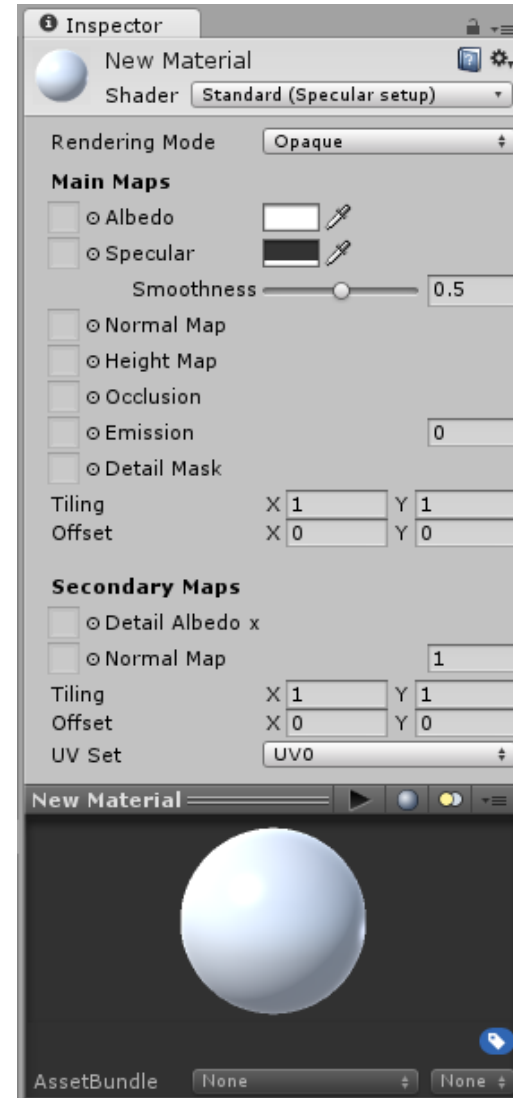 Inspector
New Material
Shader Standard (Specular setup)
Rendering Mode Opaque
Main Maps
Albedo
Specular
Smoothness 0.5
Normal Map
Height Map
Occlusion
Emission 0
Detail Mask
Tiling X 1 Y 1
Offset X 0 Y 0
Secondary Maps
Detail Albedo x
Normal Map 1
Tiling X 1 Y 1
Offset X 0 Y 0
UV Set UV0
New Material
AssetBundle None None